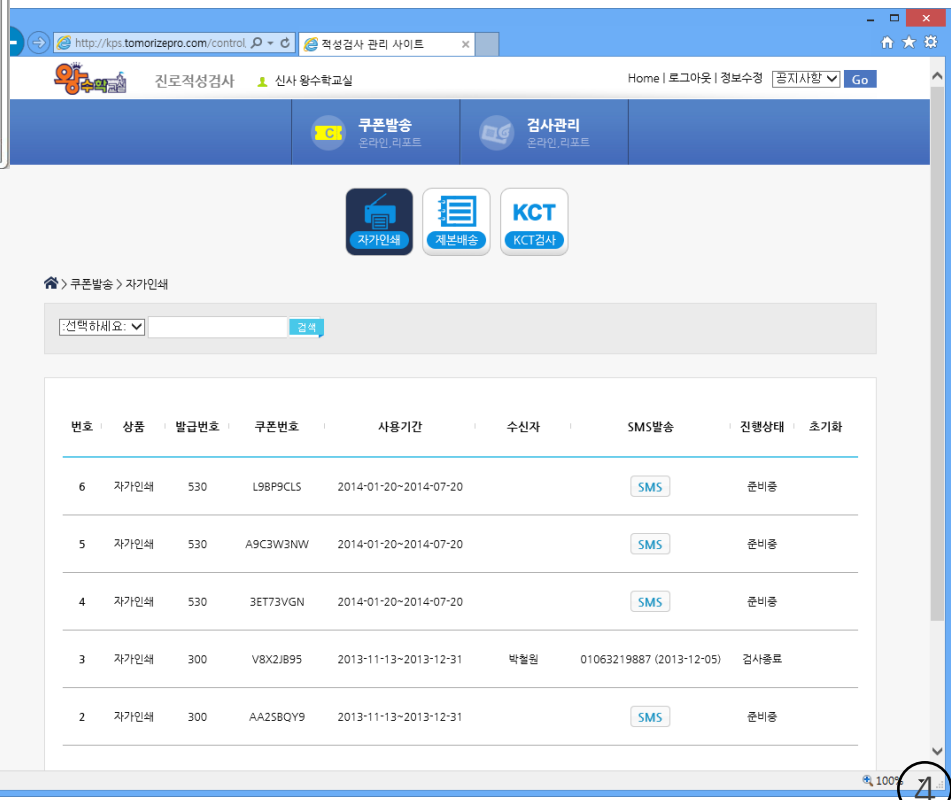 http://kps.tomorizepro.com/control
적성검사 관리 사이트
왕수학교실 진로적성검사 신사 왕수학교실 Home | 로그아웃 | 정보수정 공지사항 Go
C 쿠폰발송 검사관리
온라인,리포트 온라인,리포트
KCT
자가인쇄 제본배송 KCT검사
> 쿠폰발송 > 자가인쇄
:선택하세요: 검색
번호 상품 발급번호 쿠폰번호 사용기간 수신자 SMS발송 진행상태 초기화
6 자가인쇄 530 L9BP9CLS 2014-01-20~2014-07-20 SMS 준비중
5 자가인쇄 530 A9C3W3NW 2014-01-20~2014-07-20 SMS 준비중
4 자가인쇄 530 3ET73VGN 2014-01-20~2014-07-20 SMS 준비중
3 자가인쇄 300 V8X2JB95 2013-11-13~2013-12-31 박철원 01063219887 (2013-12-05) 검사종료
2 자가인쇄 300 AA2SBQY9 2013-11-13~2013-12-31 SMS 준비중
100%
4